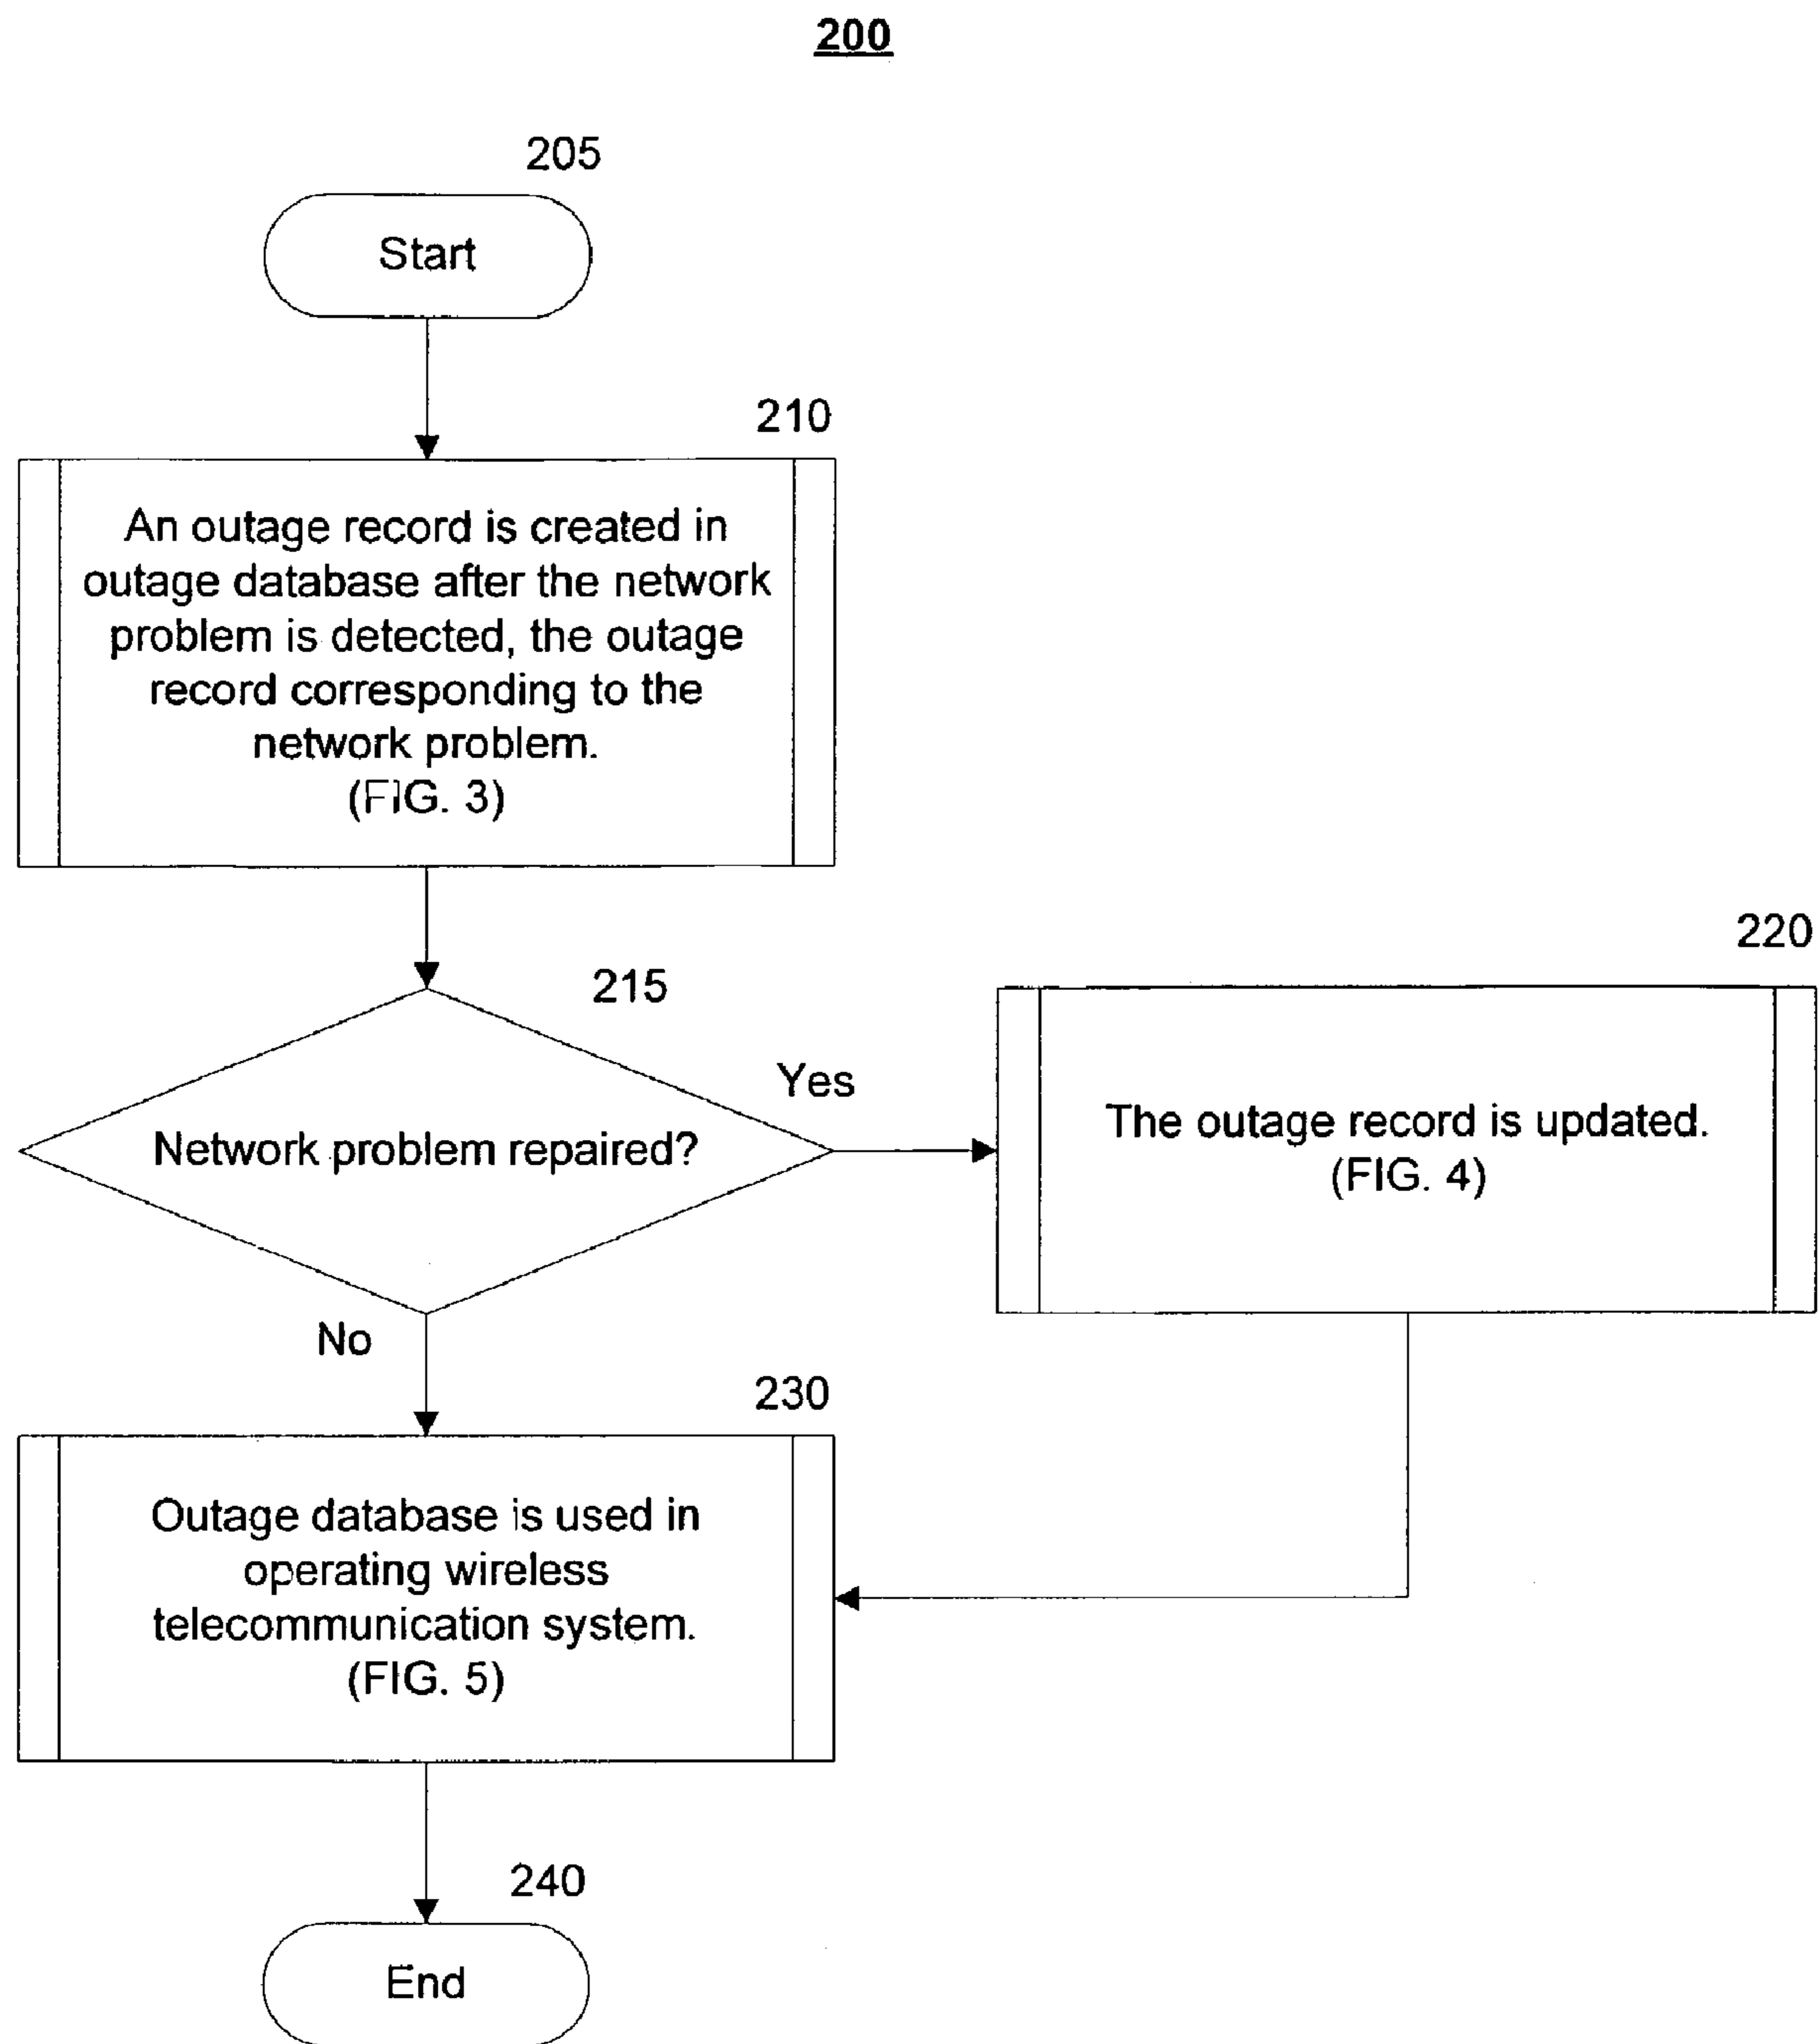 200
205
Start
210
An outage record is created in
outage database after the network
problem is detected, the outage
record corresponding to the
network problem.
(FIG. 3)
215
Network problem repaired?
Yes
220
The outage record is updated.
(FIG. 4)
No
230
Outage database is used in
operating wireless
telecommunication system.
(FIG. 5)
240
End